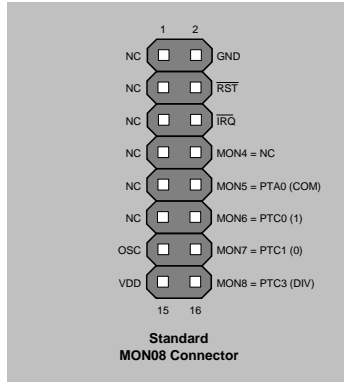 1 2
NC GND
NC RST
NC IRQ
NC MON4 = NC
NC MON5 = PTA0 (COM)
NC MON6 = PTC0 (1)
OSC MON7 = PTC1 (0)
VDD MON8 = PTC3 (DIV)
15 16
Standard
MON08 Connector